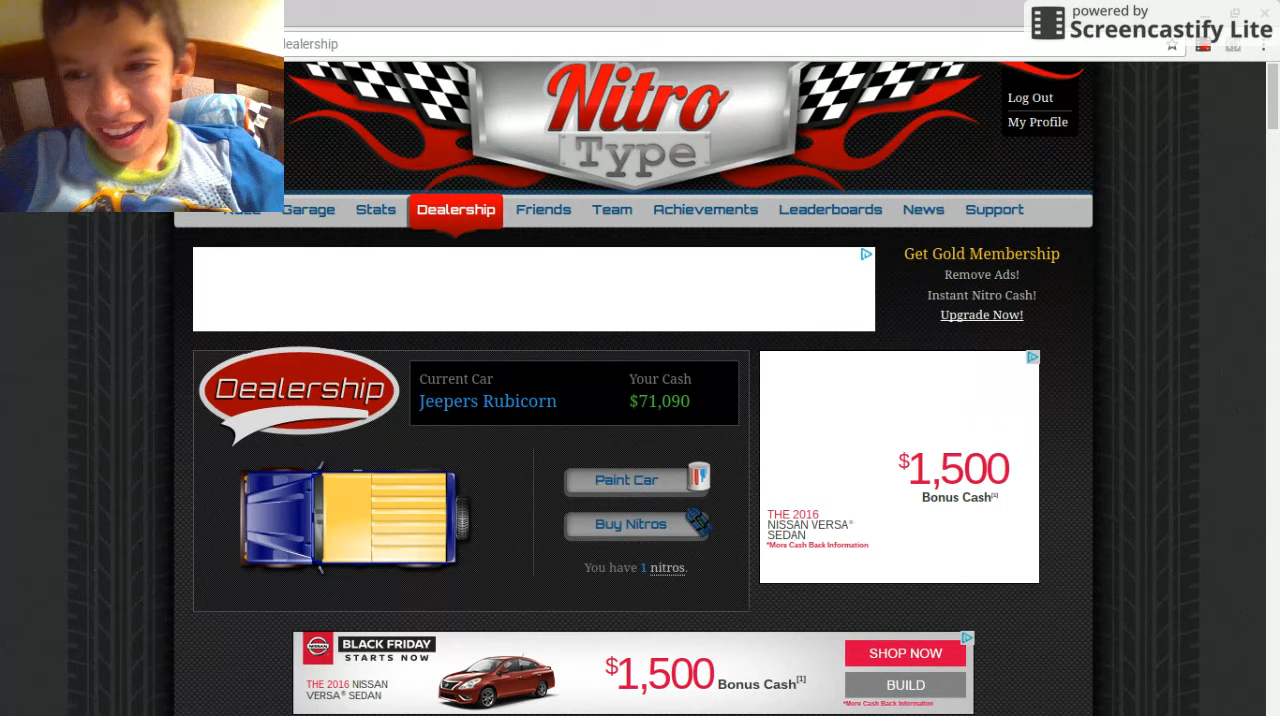 powered by
Screencastify Lite
dealership
Nitro
Type
Log Out
My Profile
Garage Stats Dealership Friends Team Achievements Leaderboards News Support
Get Gold Membership
Remove Ads!
Instant Nitro Cash!
Upgrade Now!
Dealership
Current Car
Jeepers Rubicorn
Your Cash
$71,090
Paint Car
Buy Nitros
You have 1 nitros.
$1,500
Bonus Cash[1]
THE 2016
NISSAN VERSA®
SEDAN
*More Cash Back Information
NISSAN
BLACK FRIDAY
STARTS NOW
THE 2016 NISSAN
VERSA® SEDAN
$1,500 Bonus Cash[1]
SHOP NOW
BUILD
*More Cash Back Information